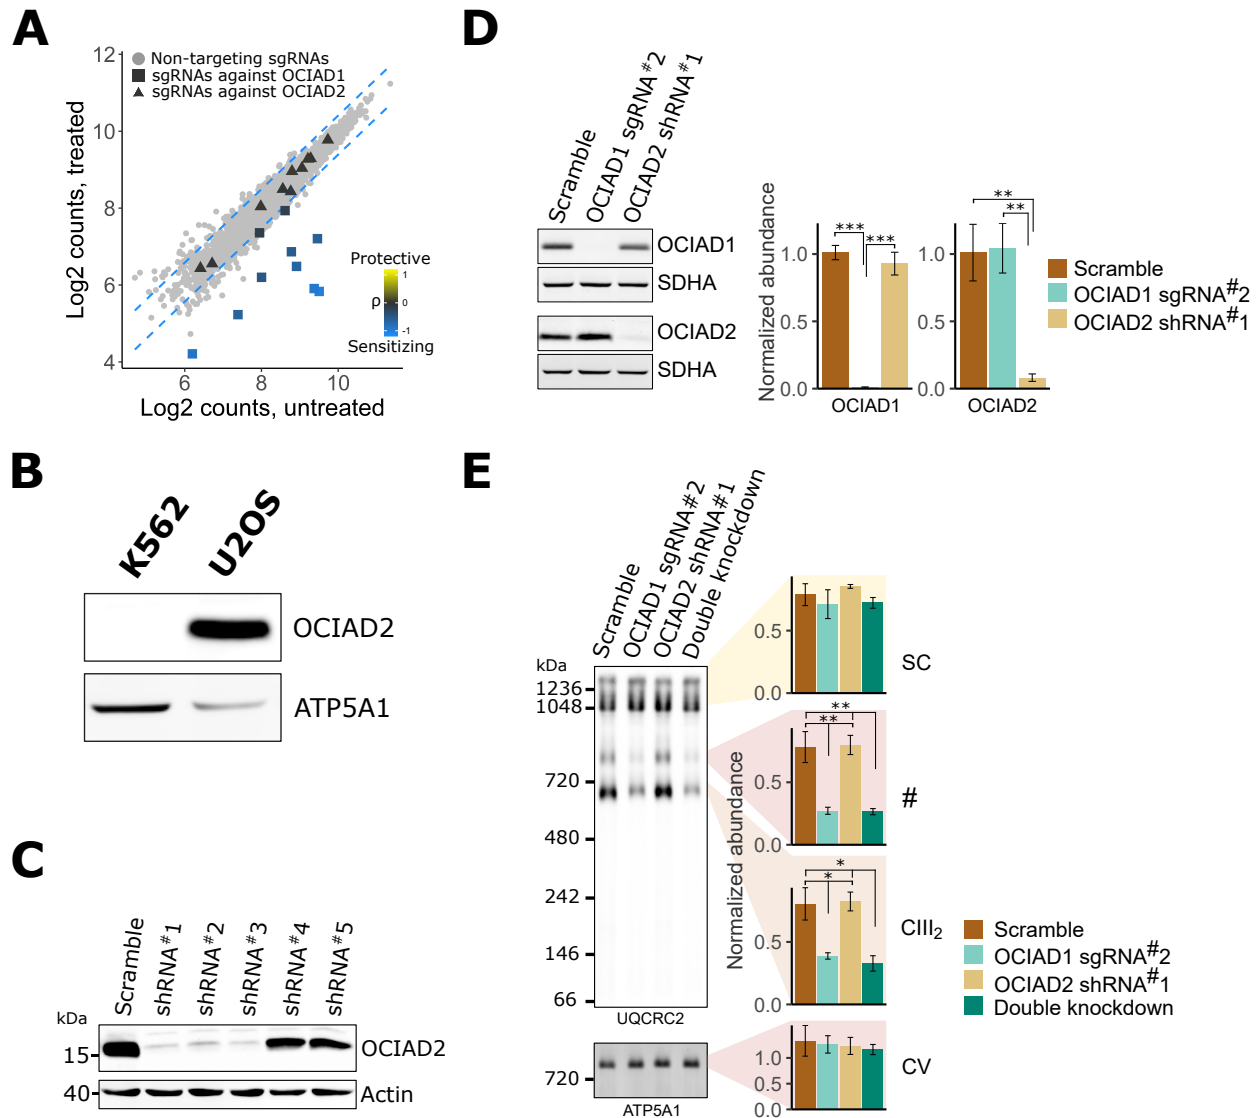 A
12
10
8
6
4
Log2 counts, treated
Non-targeting sgRNAs
sgRNAs against OCIAD1
sgRNAs against OCIAD2
Protective
1
ρ 0
-1
Sensitizing
6 8 10
Log2 counts, untreated
B
K562 U2OS
OCIAD2
ATP5A1
C
Scramble shRNA#1 shRNA#2 shRNA#3 shRNA#4 shRNA#5
kDa
15
OCIAD2
40
Actin
D
Scramble OCIAD1 sgRNA#2 OCIAD2 shRNA#1
OCIAD1
SDHA
OCIAD2
SDHA
Normalized abundance
1.0
0.5
0.0
*** ***
OCIAD1
1.0
0.5
0.0
**
**
OCIAD2
Scramble
OCIAD1 sgRNA#2
OCIAD2 shRNA#1
E
Scramble OCIAD1 sgRNA#2 OCIAD2 shRNA#1 Double knockdown
kDa
1236
1048
720
480
242
146
66
UQCRC2
720
ATP5A1
Normalized abundance
0.5
0.0
SC
**
**
0.5
0.0
#
*
*
0.5
0.0
CIII2
1.0
0.5
0.0
CV
Scramble
OCIAD1 sgRNA#2
OCIAD2 shRNA#1
Double knockdown